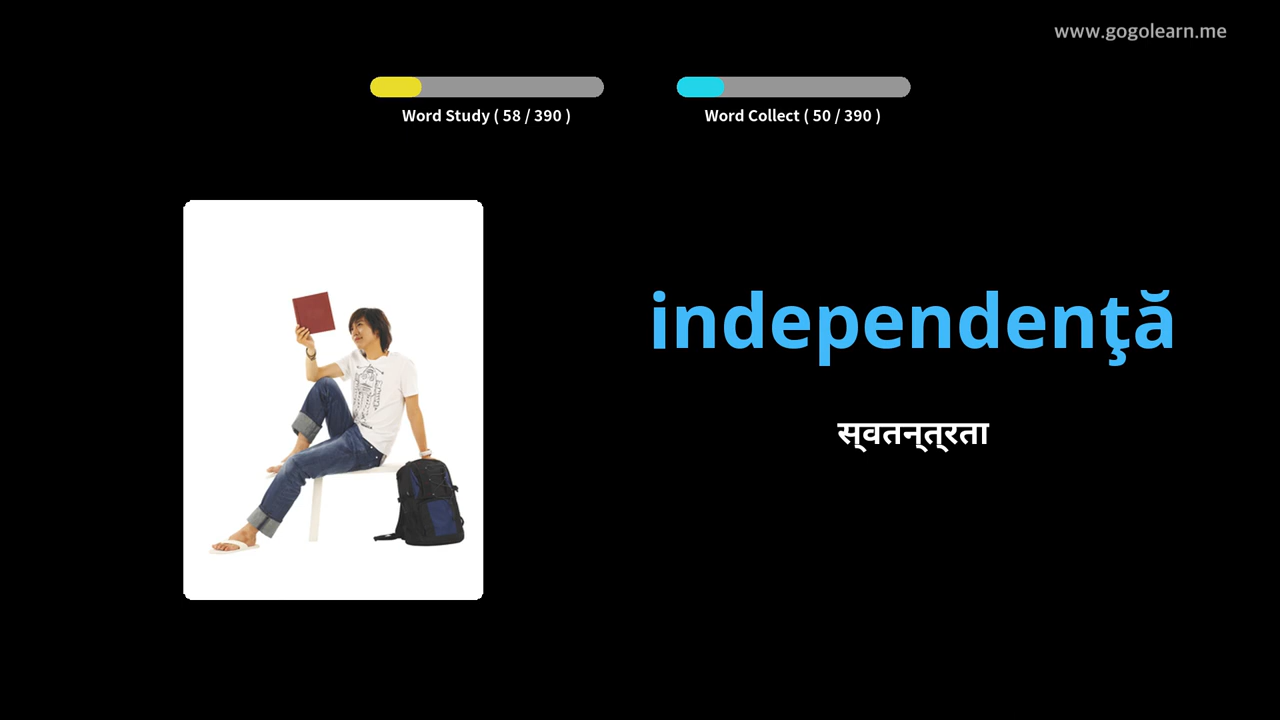 www.gogolearn.me
Word Study ( 58 / 390 )
Word Collect ( 50 / 390 )
independenţă
स्वतन्त्रता